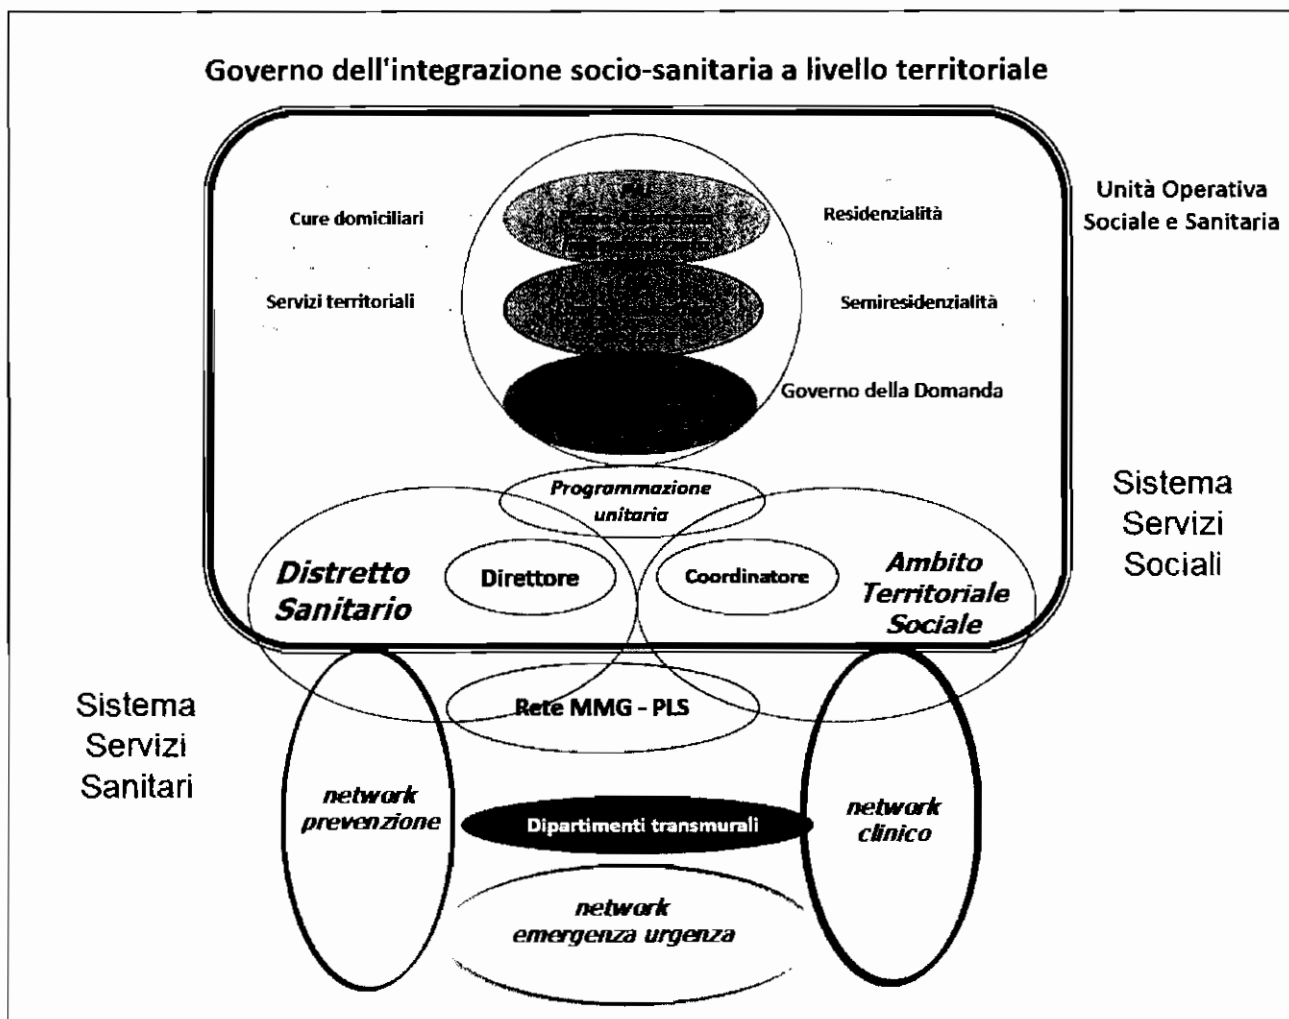 Governo dell'integrazione socio-sanitaria a livello territoriale
Unità Operativa
Sociale e Sanitaria
Cure domiciliari
Residenzialità
Servizi territoriali
Semiresidenzialità
Governo della Domanda
Programmazione
unitaria
Sistema
Servizi
Sociali
Distretto
Sanitario
Direttore
Coordinatore
Ambito
Territoriale
Sociale
Rete MMG - PLS
Sistema
Servizi
Sanitari
network
prevenzione
Dipartimenti transmurali
network
clinico
network
emergenza urgenza